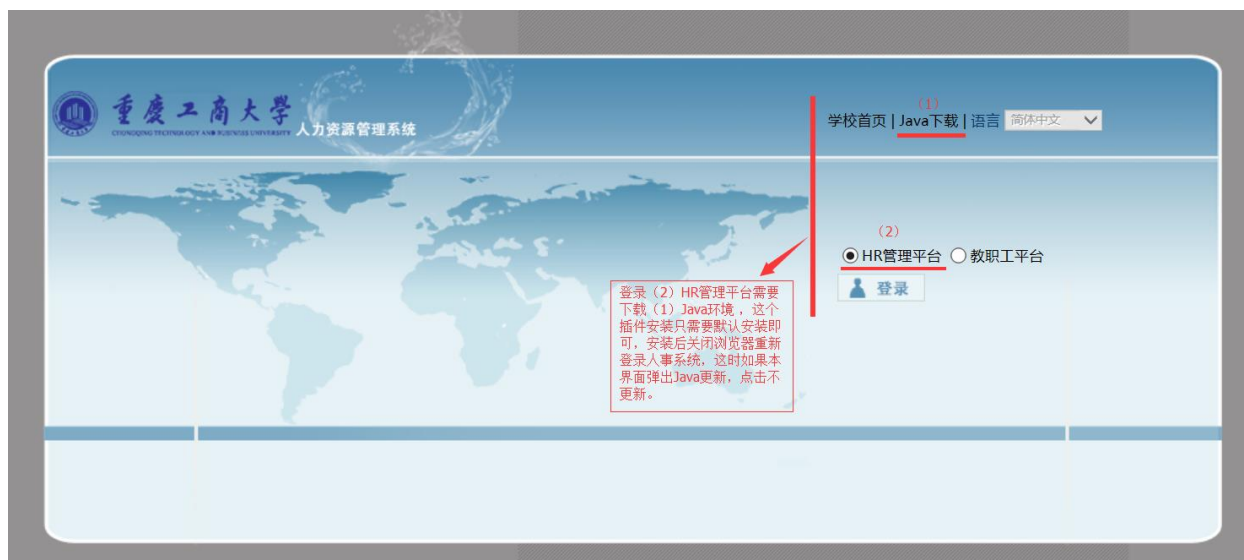 重庆工商大学
CHONGQING TECHNOLOGY AND BUSINESS UNIVERSITY
人力资源管理系统
(1)
学校首页 | Java下载 | 语言 简体中文
(2)
HR管理平台 教职工平台
登录
登录（2）HR管理平台需要
下载（1）Java环境，这个
插件安装只需要默认安装即
可，安装后关闭浏览器重新
登录人事系统，这时如果本
界面弹出Java更新，点击不
更新。